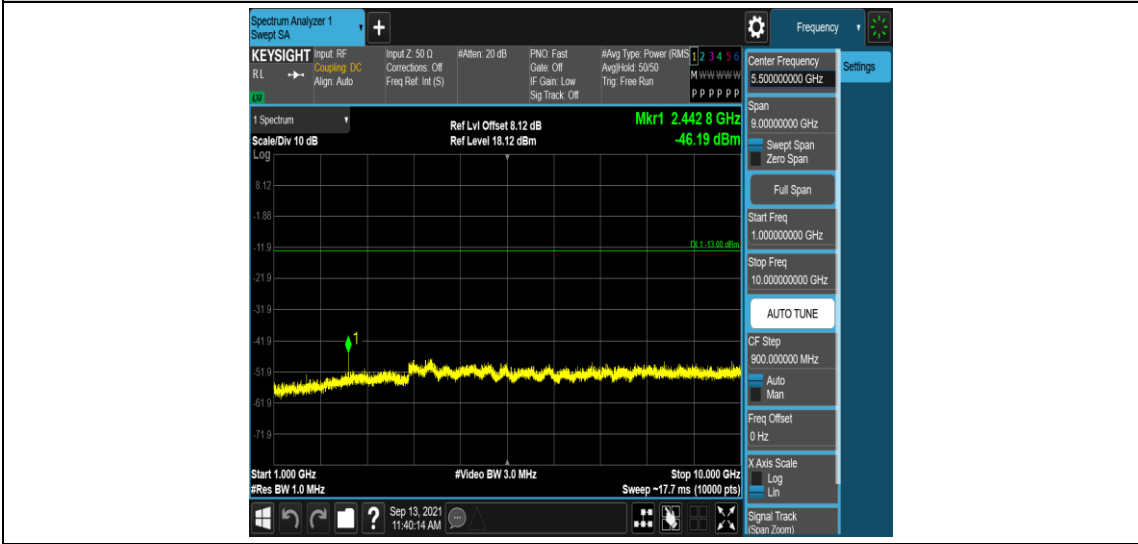 Spectrum Analyzer 1
Swept SA
+
Frequency
KEYSIGHT
RL
LXI
Input: RF
Coupling: DC
Align: Auto
Input Z: 50 Ω
Corrections: Off
Freq Ref: Int (S)
#Atten: 20 dB
PNO: Fast
Gate: Off
IF Gain: Low
Sig Track: Off
#Avg Type: Power (RMS
Avg|Hold: 50/50
Trig: Free Run
1 2 3 4 5 6
M W W W W W
P P P P P P
1 Spectrum
Scale/Div 10 dB
Ref Lvl Offset 8.12 dB
Ref Level 18.12 dBm
Mkr1 2.442 8 GHz
-46.19 dBm
Log
8.12
-1.88
-11.9
-21.9
-31.9
-41.9
-51.9
-61.9
-71.9
DL1 -13.00 dBm
1
Start 1.000 GHz
#Res BW 1.0 MHz
#Video BW 3.0 MHz
Stop 10.000 GHz
Sweep ~17.7 ms (10000 pts)
?
Sep 13, 2021
11:40:14 AM
Center Frequency
5.500000000 GHz
Settings
Span
9.00000000 GHz
Swept Span
Zero Span
Full Span
Start Freq
1.000000000 GHz
Stop Freq
10.000000000 GHz
AUTO TUNE
CF Step
900.000000 MHz
Auto
Man
Freq Offset
0 Hz
X Axis Scale
Log
Lin
Signal Track
(Span Zoom)